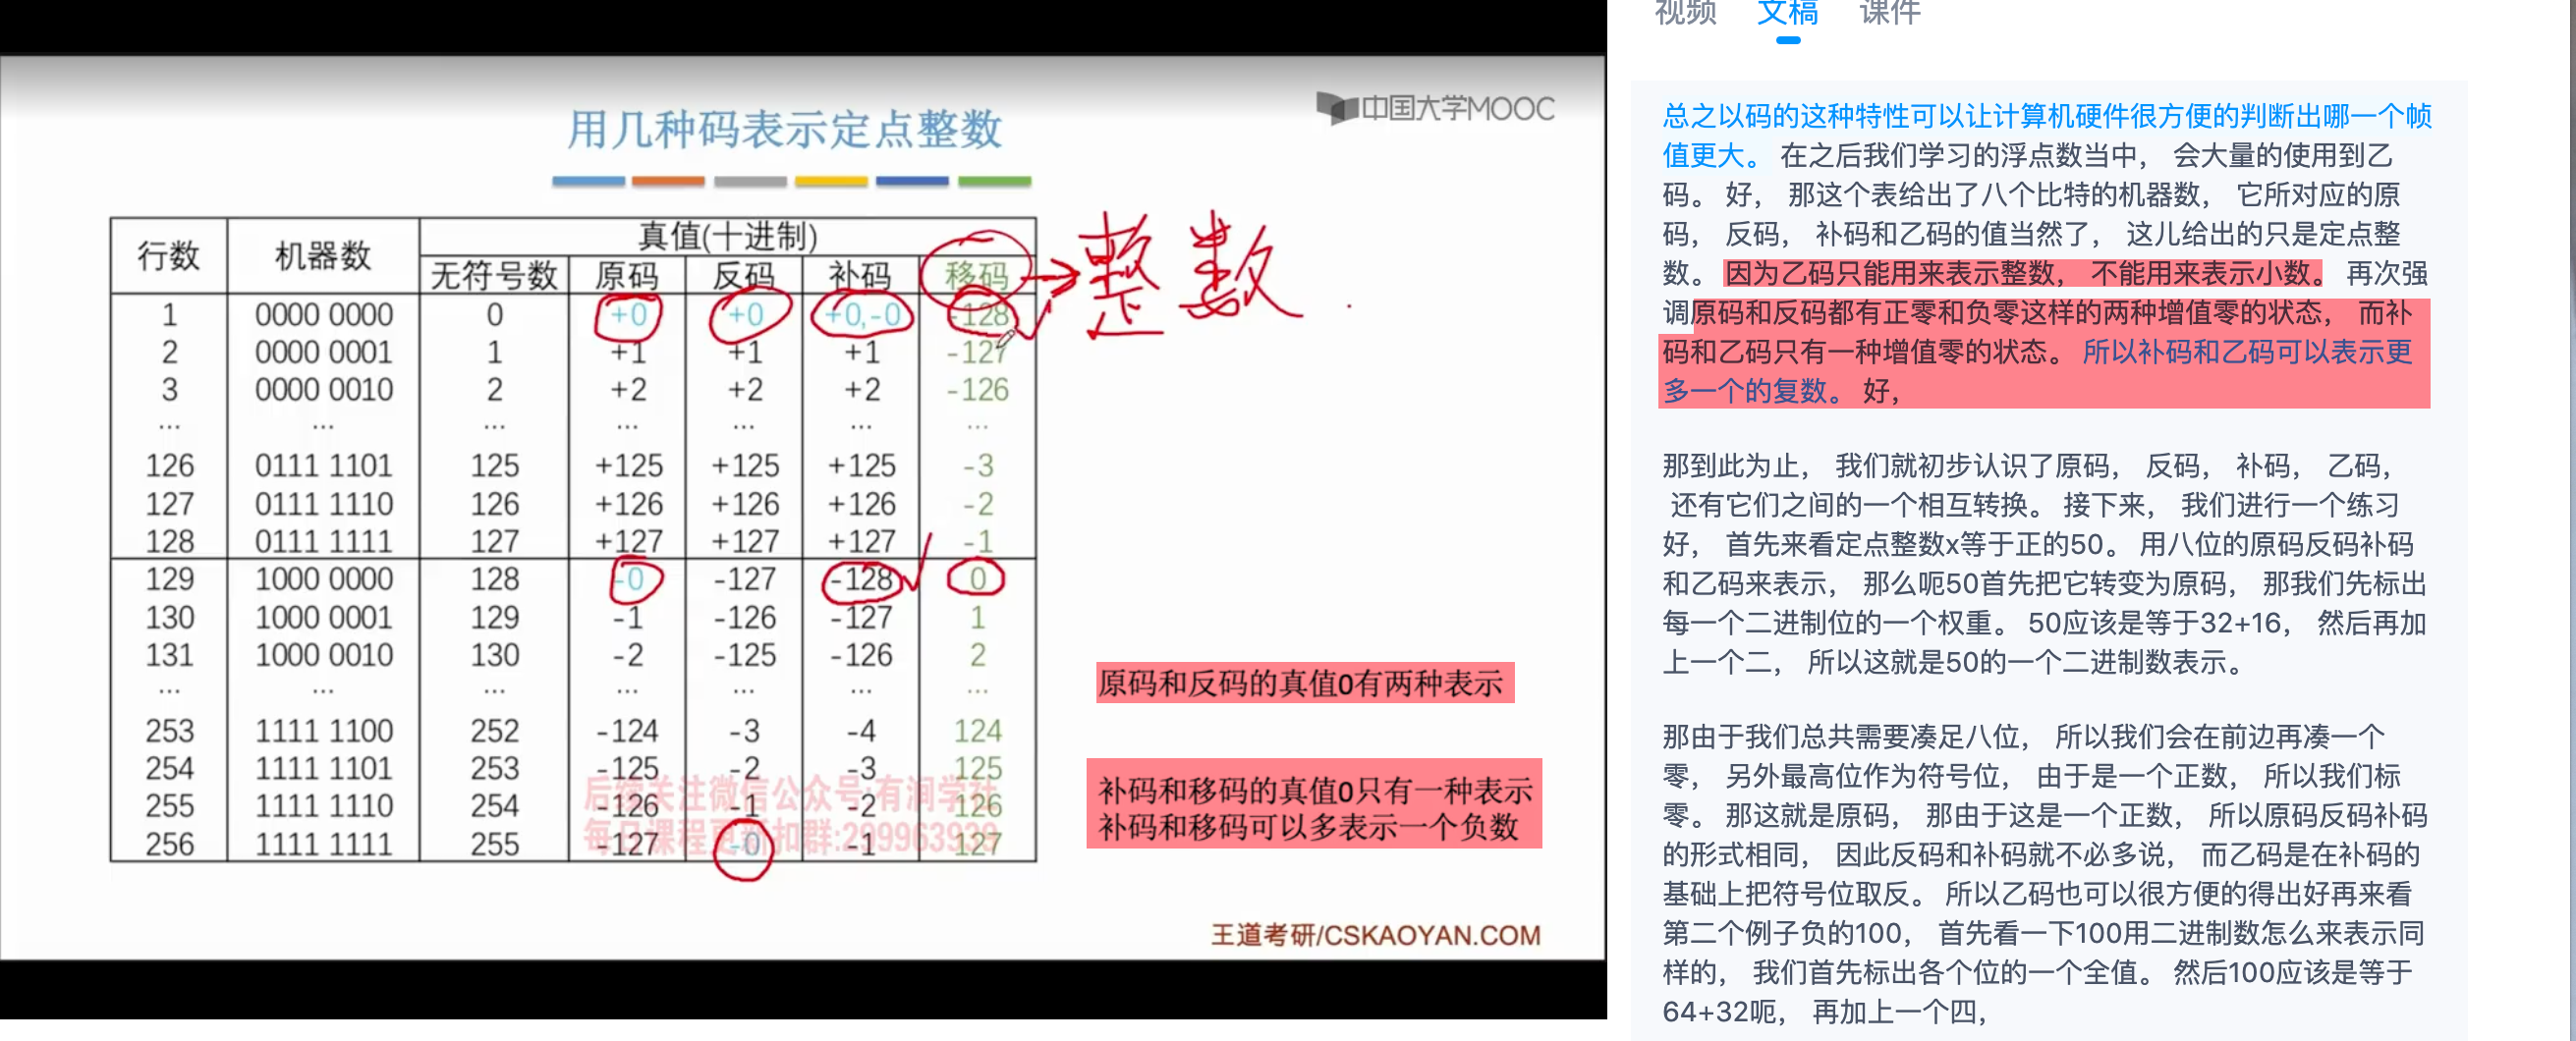 中国大学MOOC
用几种码表示定点整数
行数 机器数 真值(十进制)
无符号数 原码 反码 补码 移码
整数
1 0000 0000 0 +0 +0 +0,-0 -128
2 0000 0001 1 +1 +1 +1 -127
3 0000 0010 2 +2 +2 +2 -126
... ... ... ... ... ... ...
126 0111 1101 125 +125 +125 +125 -3
127 0111 1110 126 +126 +126 +126 -2
128 0111 1111 127 +127 +127 +127 -1
129 1000 0000 128 -0 -127 -128 0
130 1000 0001 129 -1 -126 -127 1
131 1000 0010 130 -2 -125 -126 2
... ... ... ... ... ... ...
253 1111 1100 252 -124 -3 -4 124
254 1111 1101 253 -125 -2 -3 125
255 1111 1110 254 -126 -1 -2 126
256 1111 1111 255 -127 -0 -1 127
原码和反码的真值0有两种表示
补码和移码的真值0只有一种表示
补码和移码可以多表示一个负数
王道考研/CSKAOYAN.COM
视频 文稿 课件
总之以码的这种特性可以让计算机硬件很方便的判断出哪一个帧
值更大。 在之后我们学习的浮点数当中， 会大量的使用到乙
码。 好， 那这个表给出了八个比特的机器数， 它所对应的原
码， 反码， 补码和乙码的值当然了， 这儿给出的只是定点整
数。 因为乙码只能用来表示整数， 不能用来表示小数。 再次强
调原码和反码都有正零和负零这样的两种增值零的状态， 而补
码和乙码只有一种增值零的状态。 所以补码和乙码可以表示更
多一个的复数。 好，
那到此为止， 我们就初步认识了原码， 反码， 补码， 乙码，
还有它们之间的一个相互转换。 接下来， 我们进行一个练习
好， 首先来看定点整数x等于正的50。 用八位的原码反码补码
和乙码来表示， 那么呃50首先把它转变为原码， 那我们先标出
每一个二进制位的一个权重。 50应该是等于32+16， 然后再加
上一个二， 所以这就是50的一个二进制数表示。
那由于我们总共需要凑足八位， 所以我们会在前边再凑一个
零， 另外最高位作为符号位， 由于是一个正数， 所以我们标
零。 那这就是原码， 那由于这是一个正数， 所以原码反码补码
的形式相同， 因此反码和补码就不必多说， 而乙码是在补码的
基础上把符号位取反。 所以乙码也可以很方便的得出好再来看
第二个例子负的100， 首先看一下100用二进制数怎么来表示同
样的， 我们首先标出各个位的一个全值。 然后100应该是等于
64+32呃， 再加上一个四，